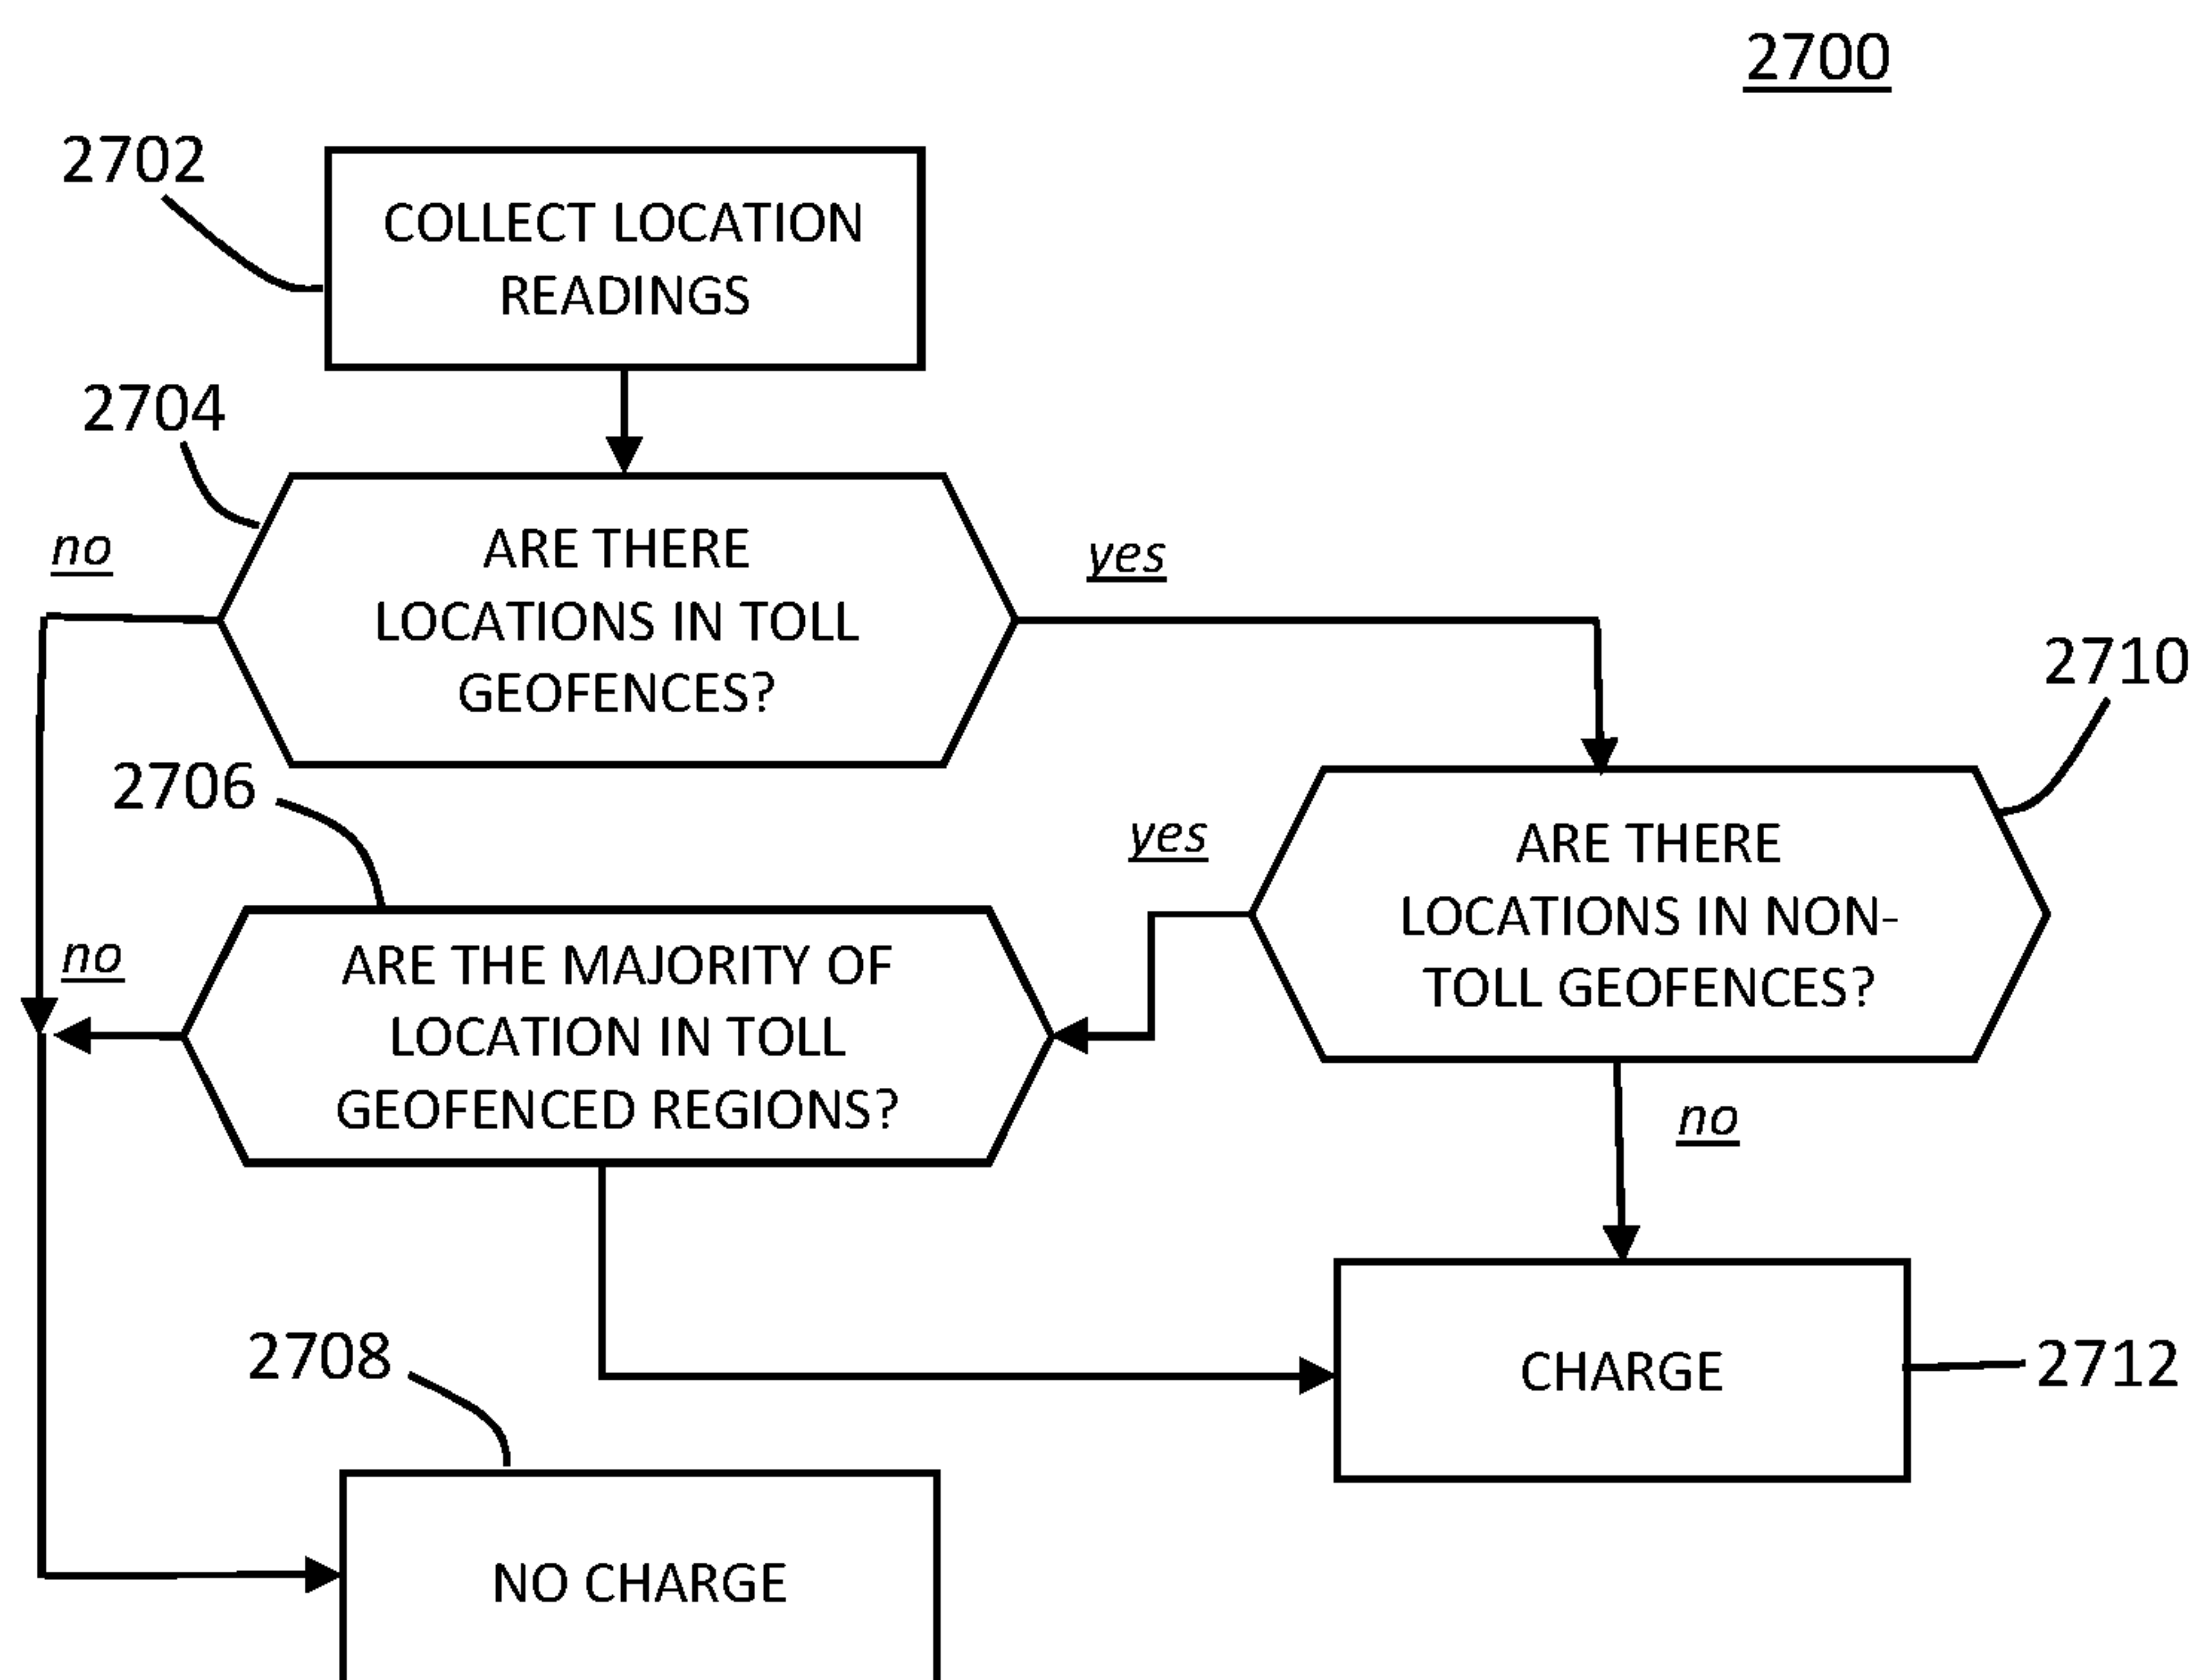 2700
2702
COLLECT LOCATION
READINGS
2704
no
ARE THERE
LOCATIONS IN TOLL
GEOFENCES?
yes
2710
2706
yes
ARE THERE
LOCATIONS IN NON-
TOLL GEOFENCES?
no
ARE THE MAJORITY OF
LOCATION IN TOLL
GEOFENCED REGIONS?
no
2708
CHARGE
2712
NO CHARGE